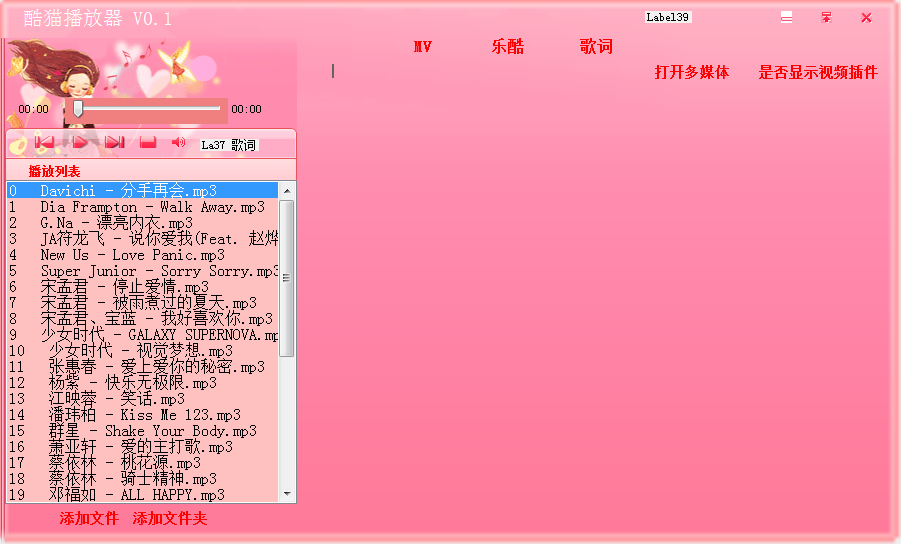 酷猫播放器 V0.1
Label39
MV 乐酷 歌词
打开多媒体 是否显示视频插件
00:00 00:00
La37 歌词
播放列表
0 Davichi - 分手再会.mp3
1 Dia Frampton - Walk Away.mp3
2 G.Na - 漂亮内衣.mp3
3 JA符龙飞 - 说你爱我(Feat. 赵烨
4 New Us - Love Panic.mp3
5 Super Junior - Sorry Sorry.mp3
6 宋孟君 - 停止爱情.mp3
7 宋孟君 - 被雨煮过的夏天.mp3
8 宋孟君、宝蓝 - 我好喜欢你.mp3
9 少女时代 - GALAXY SUPERNOVA.mp
10 少女时代 - 视觉梦想.mp3
11 张惠春 - 爱上爱你的秘密.mp3
12 杨紫 - 快乐无极限.mp3
13 江映蓉 - 笑话.mp3
14 潘玮柏 - Kiss Me 123.mp3
15 群星 - Shake Your Body.mp3
16 萧亚轩 - 爱的主打歌.mp3
17 蔡依林 - 桃花源.mp3
18 蔡依林 - 骑士精神.mp3
19 邓福如 - ALL HAPPY.mp3
添加文件 添加文件夹